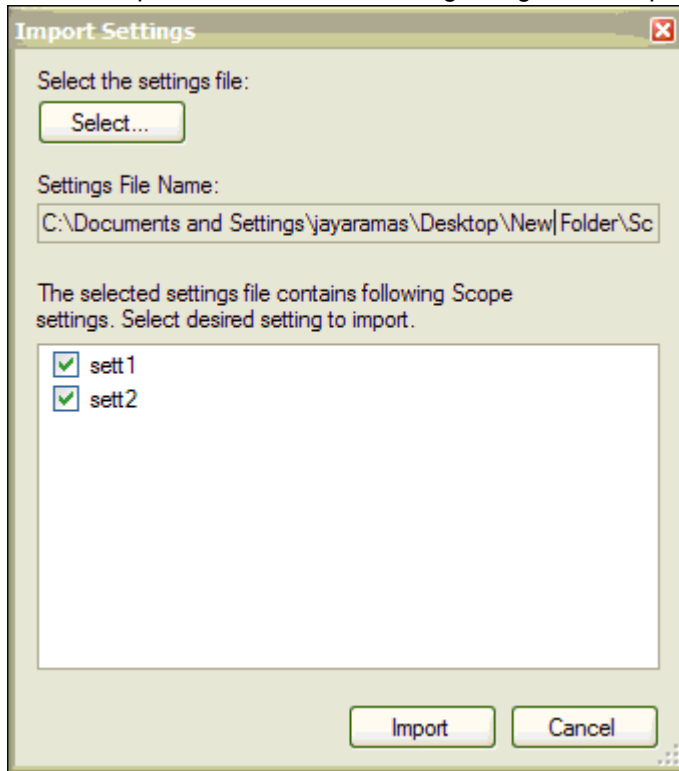 Import Settings
Select the settings file:
Select...
Settings File Name:
C:\Documents and Settings\jayaramas\Desktop\New Folder\Sc
The selected settings file contains following Scope
settings. Select desired setting to import.
sett1
sett2
Import
Cancel